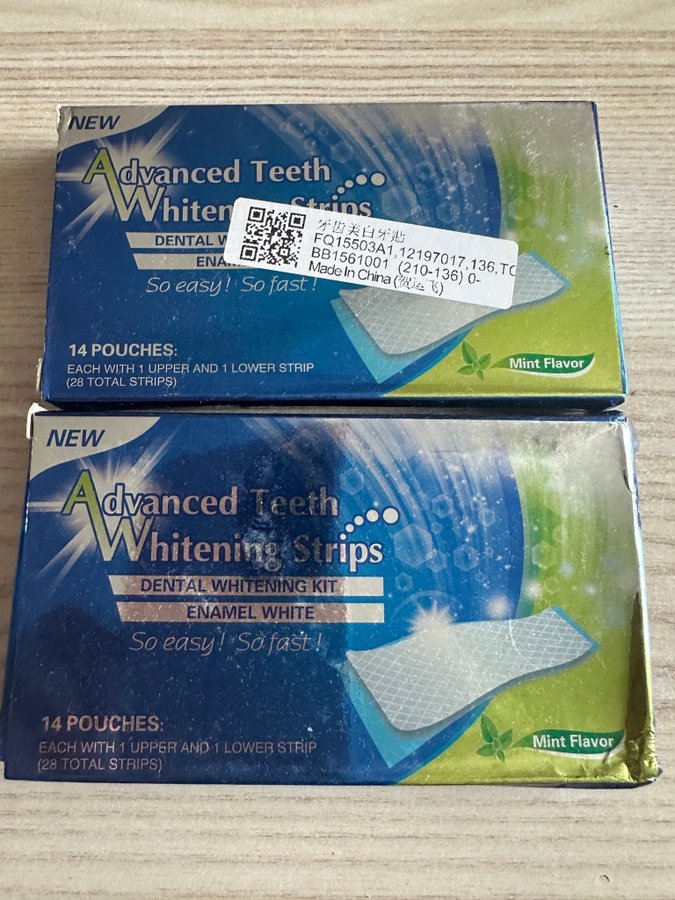 NEW
Advanced Teeth
Whitening Strips
DENTAL W
ENA
So easy! So fast!
牙齿美白牙贴
FQ15503A1,12197017,136,TC
BB1561001 (210-136) 0-
Made In China (贺运飞)
14 POUCHES:
EACH WITH 1 UPPER AND 1 LOWER STRIP
(28 TOTAL STRIPS)
Mint Flavor
NEW
Advanced Teeth
Whitening Strips
DENTAL WHITENING KIT
ENAMEL WHITE
So easy! So fast!
14 POUCHES:
EACH WITH 1 UPPER AND 1 LOWER STRIP
(28 TOTAL STRIPS)
Mint Flavor